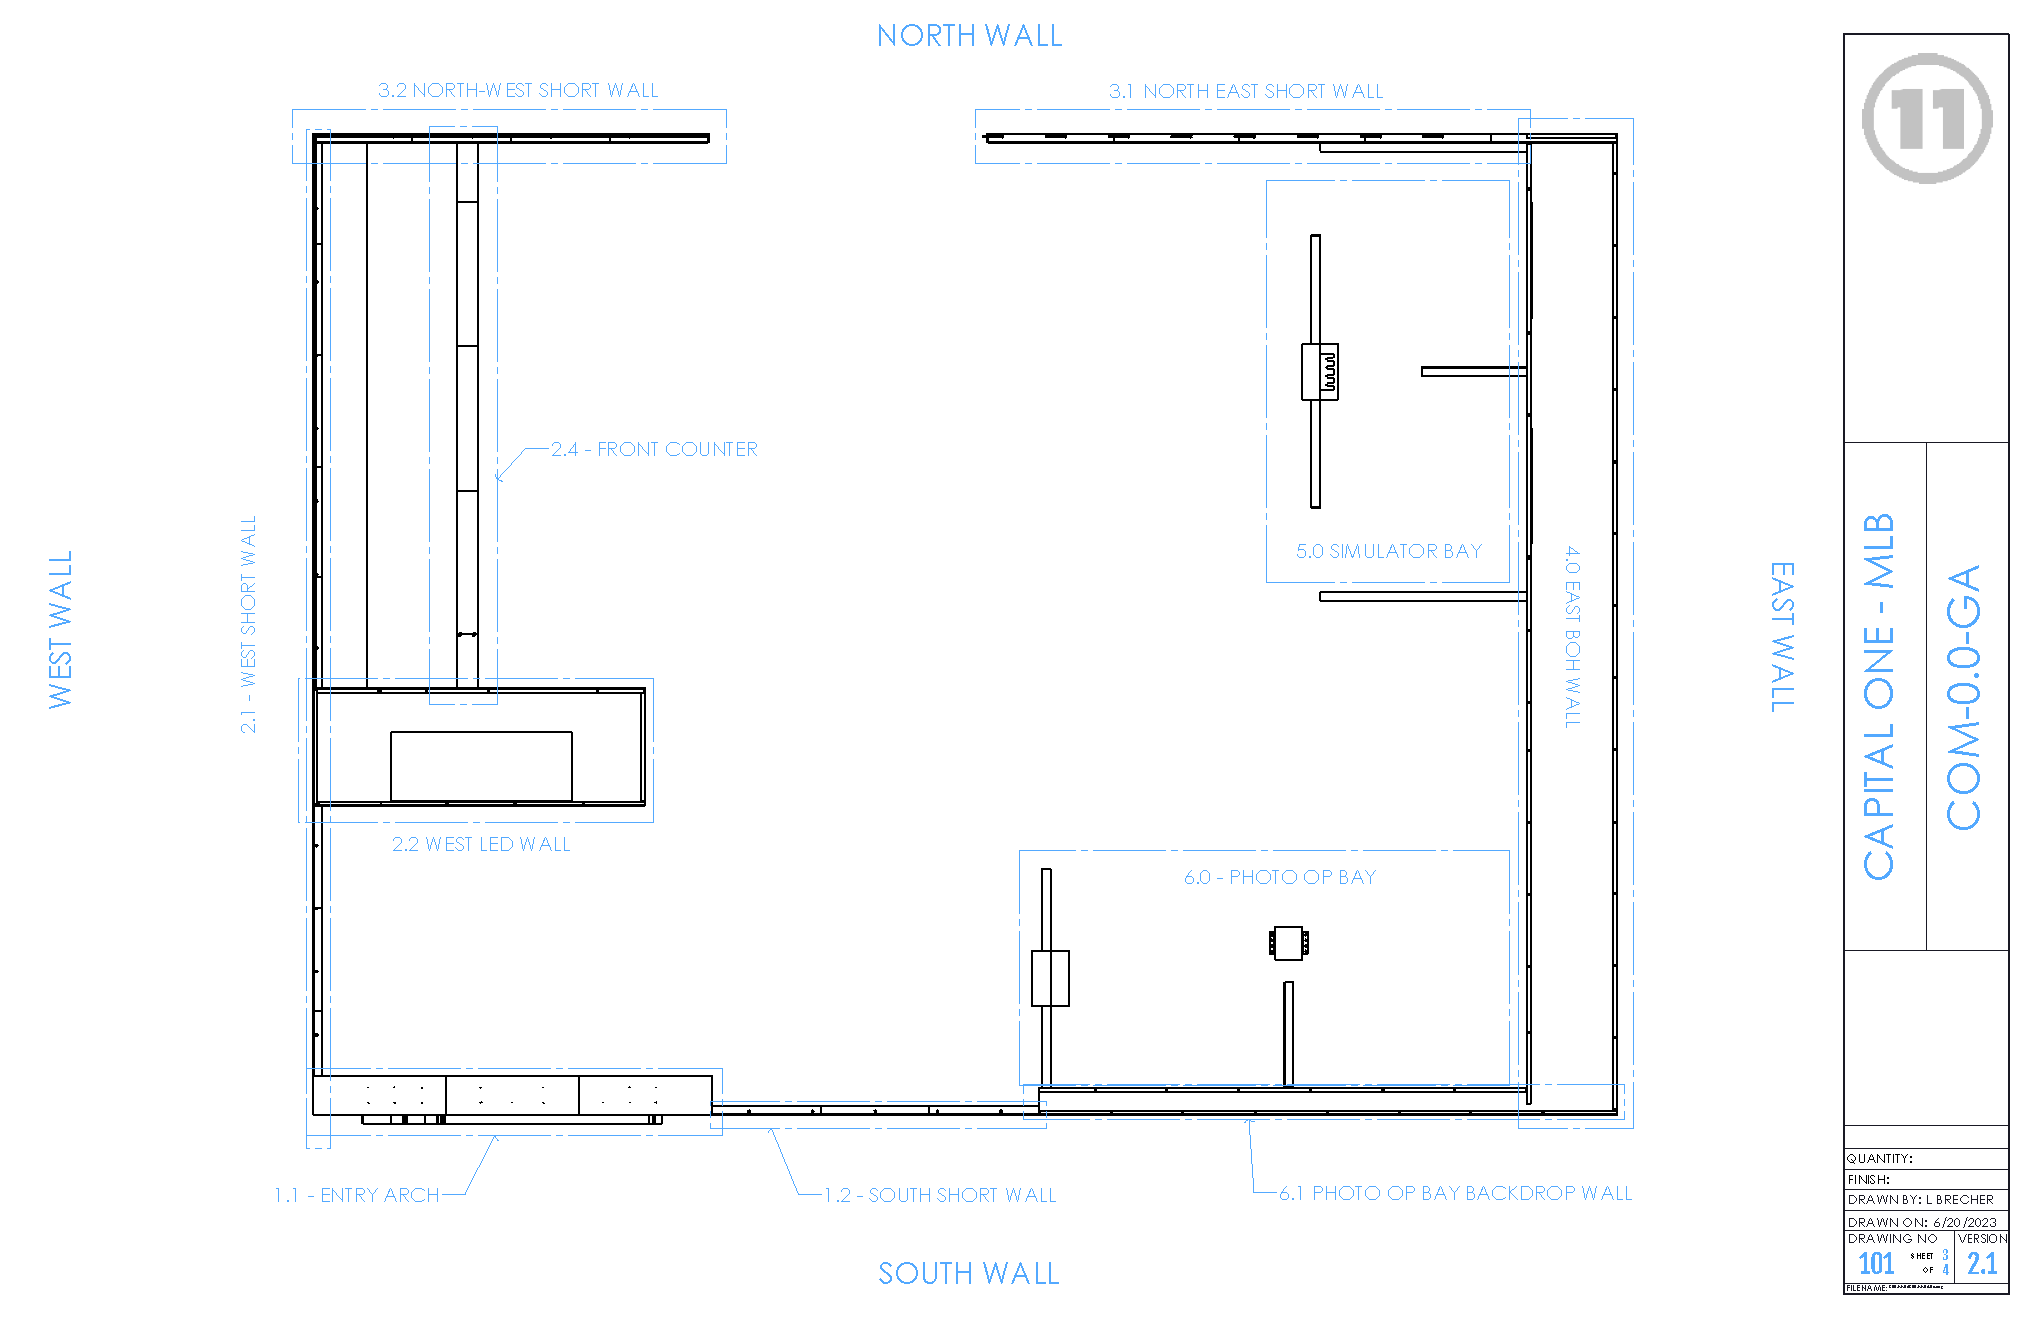 NORTH WALL
3.2 NORTH-WEST SHORT WALL
3.1 NORTH EAST SHORT WALL
2.4 - FRONT COUNTER
WEST WALL
2.1 - WEST SHORT WALL
5.0 SIMULATOR BAY
4.0 EAST BOH WALL
EAST WALL
2.2 WEST LED WALL
6.0 - PHOTO OP BAY
1.1 - ENTRY ARCH
1.2 - SOUTH SHORT WALL
6.1 PHOTO OP BAY BACKDROP WALL
SOUTH WALL
11
CAPITAL ONE - MLB
COM-0.0-GA
QUANTITY:
FINISH:
DRAWN BY: L BRECHER
DRAWN ON: 6/20/2023
DRAWING NO
VERSION
101
SHEET 3
OF 4
2.1
FILENAME: